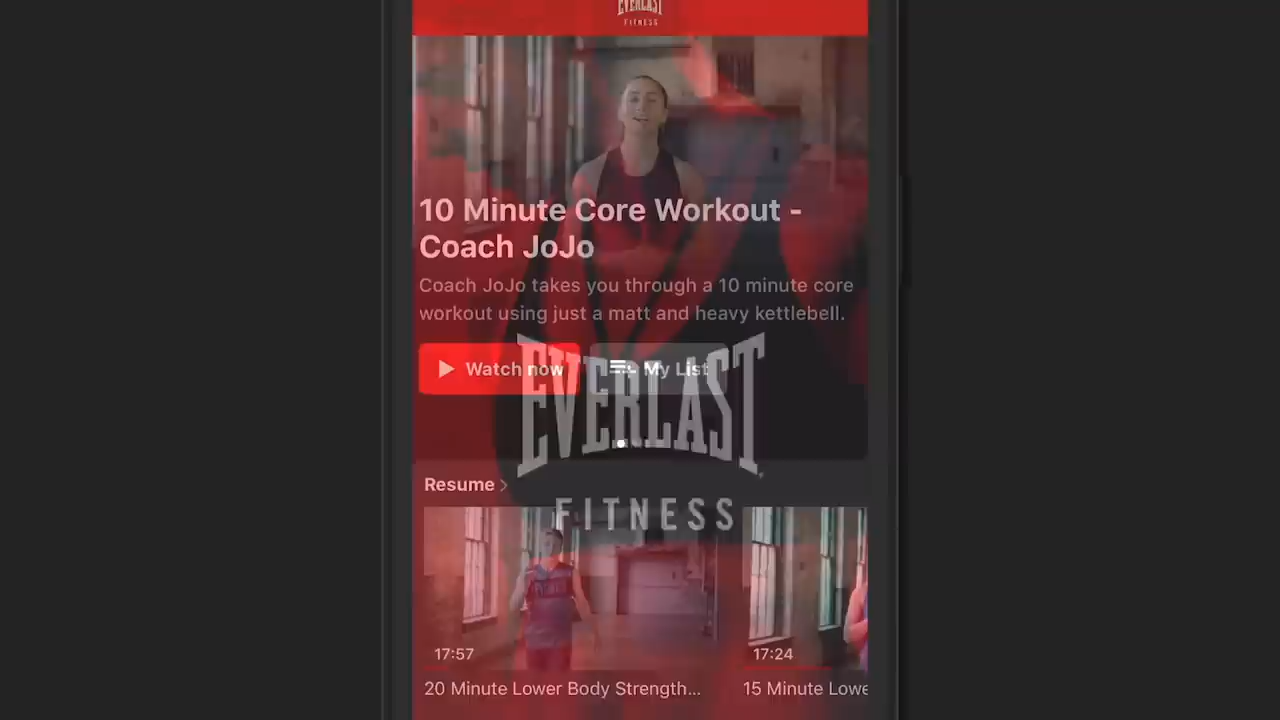 EVERLAST
FITNESS
10 Minute Core Workout -
Coach JoJo
Coach JoJo takes you through a 10 minute core
workout using just a matt and heavy kettlebell.
Watch now
My List
EVERLAST
FITNESS
Resume
17:57
17:24
20 Minute Lower Body Strength...
15 Minute Lowe